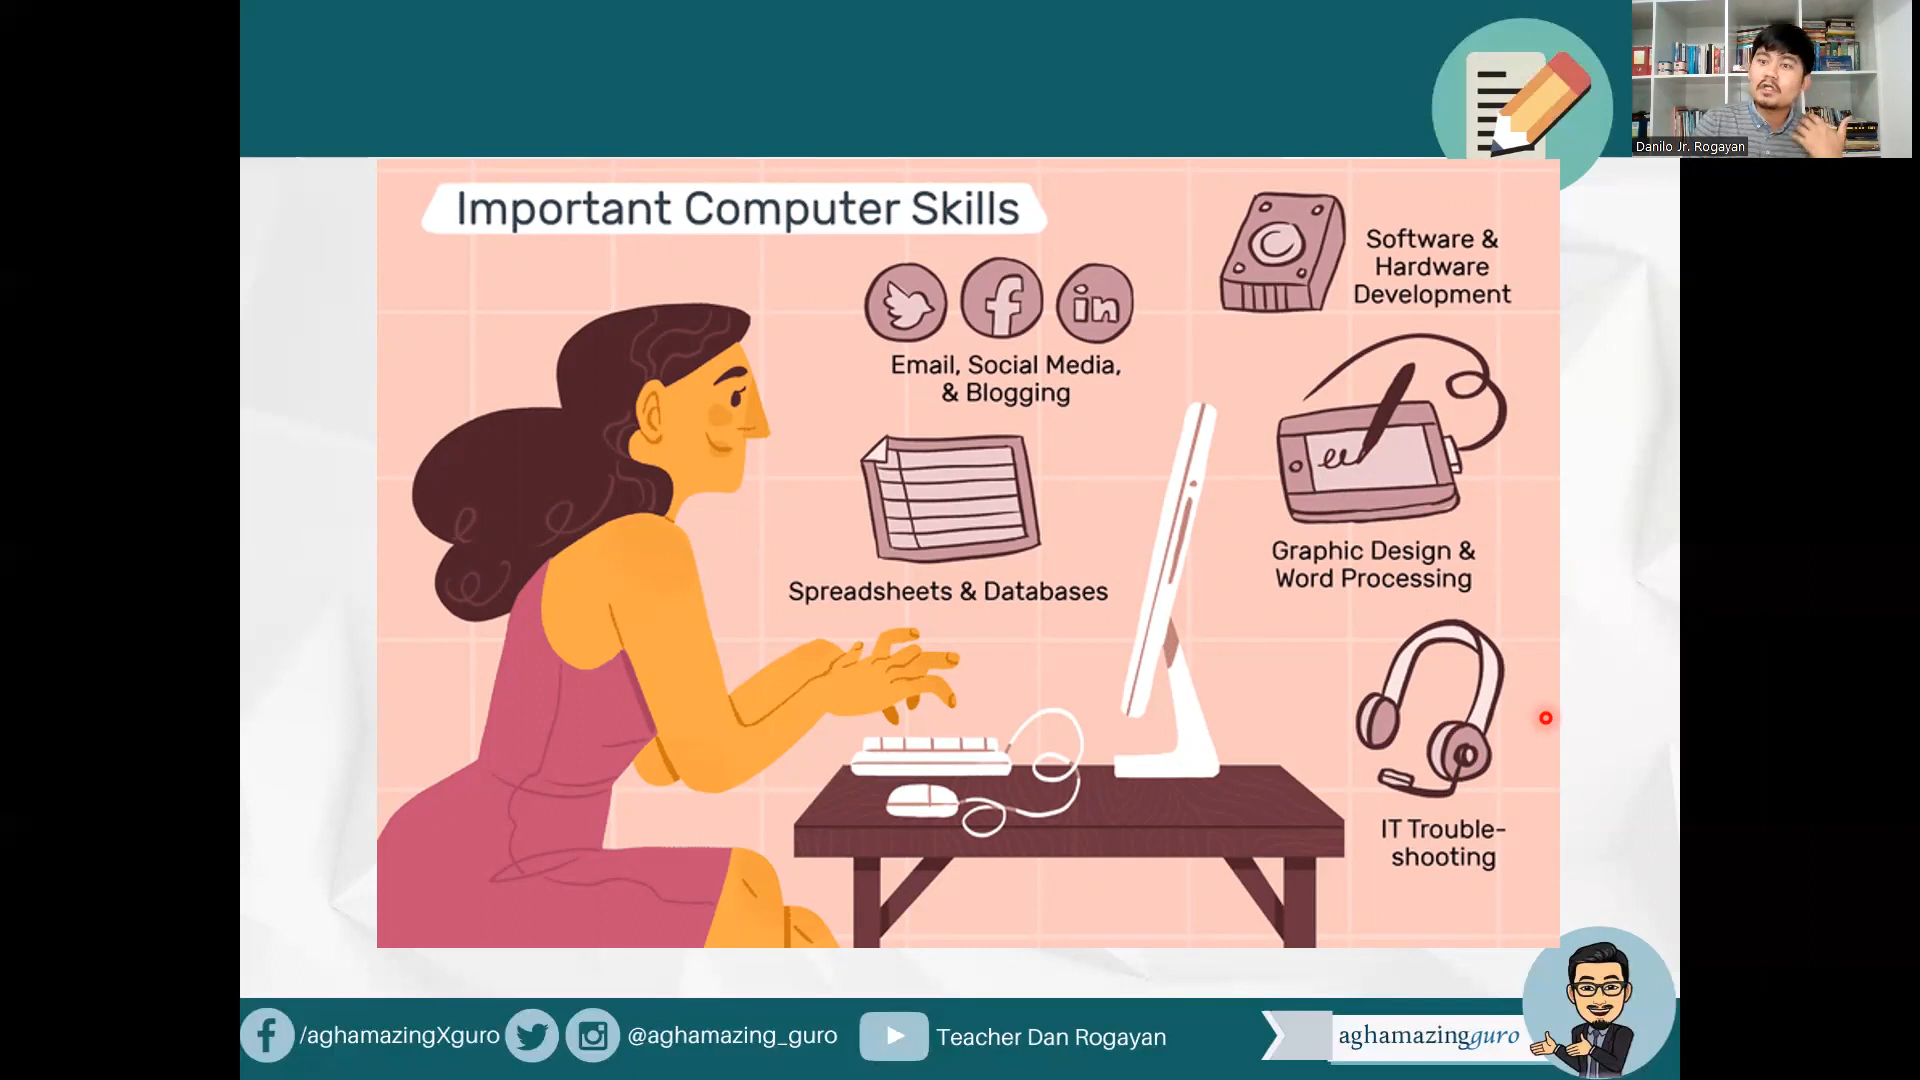 Danilo Jr. Rogayan
Important Computer Skills
Software &
Hardware
Development
in
Email, Social Media,
& Blogging
Spreadsheets & Databases
Graphic Design &
Word Processing
IT Trouble-
shooting
/aghamazingXguro
@aghamazing_guro
Teacher Dan Rogayan
aghamazingguro